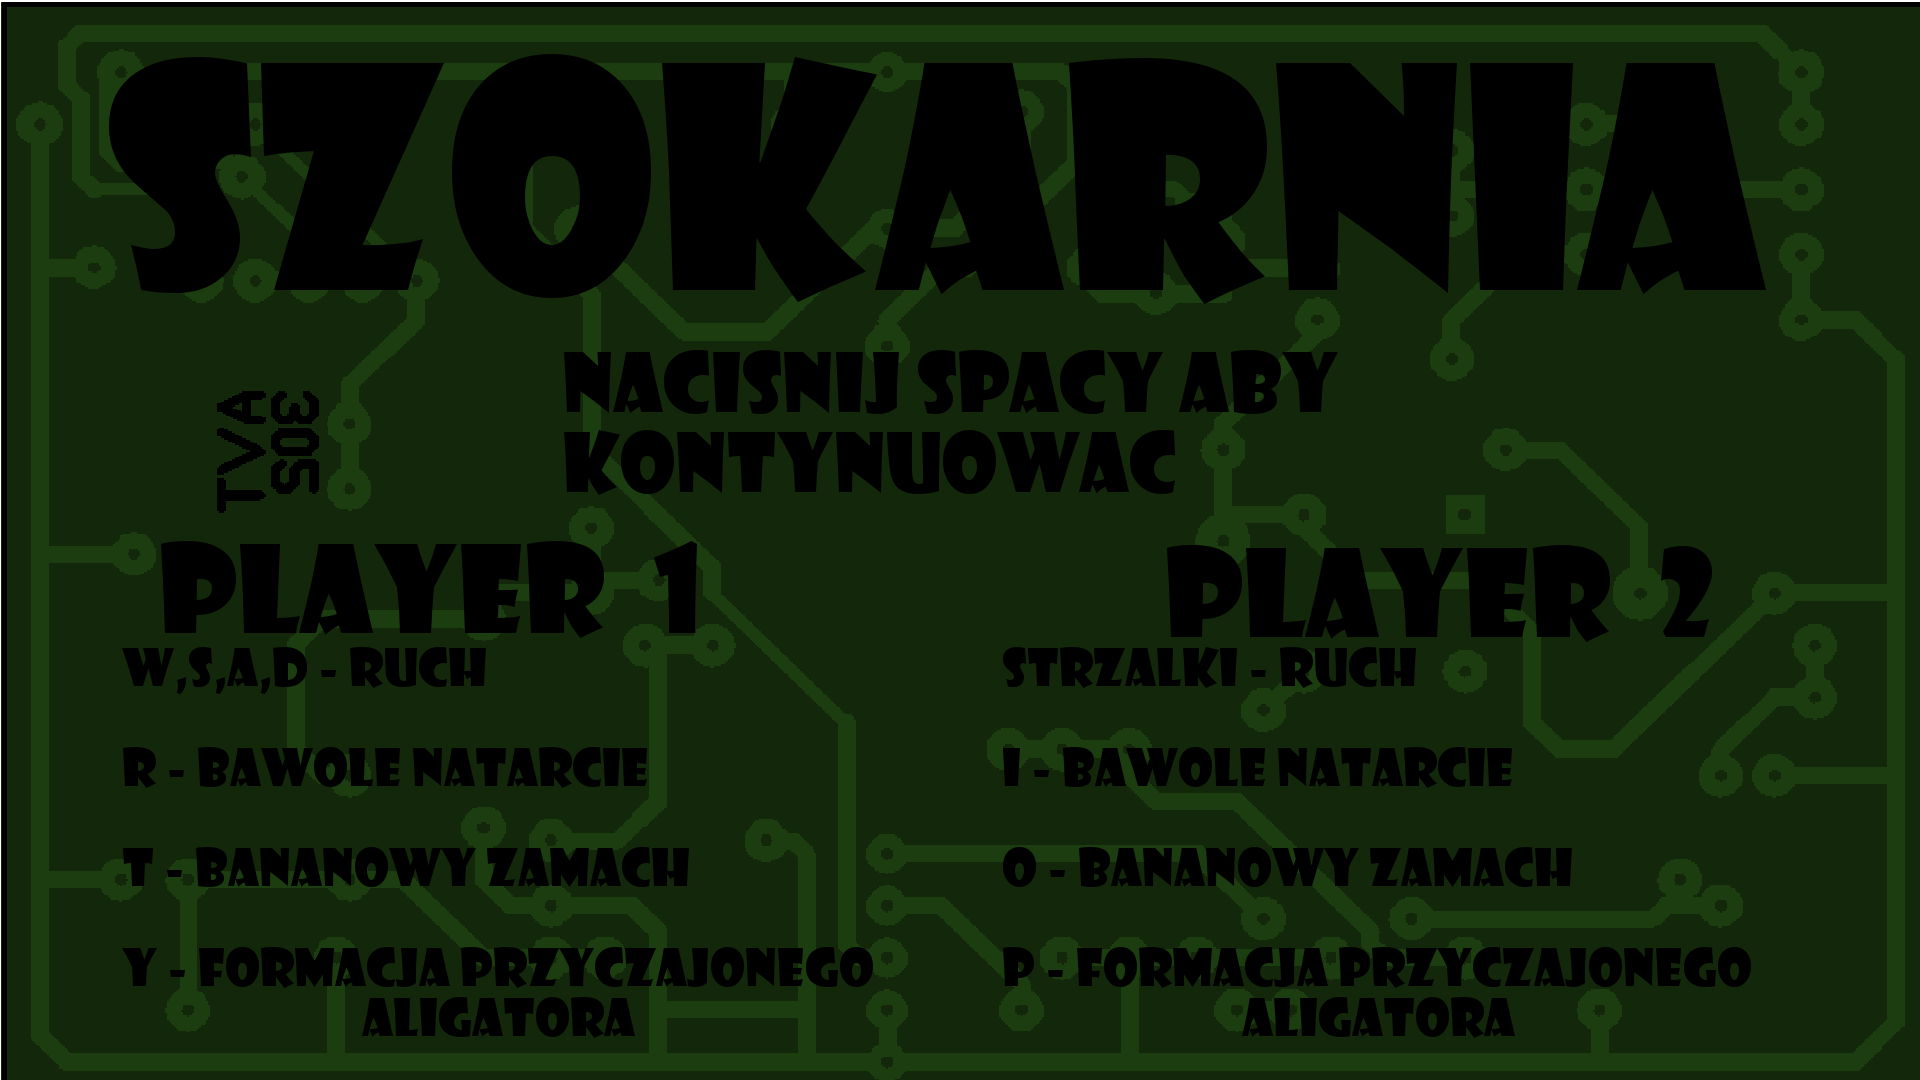 SZOKARNIA
NACISNIJ SPACY ABY
KONTYNUOWAC
TVA
SOE
PLAYER 1
W,S,A,D - RUCH
R - BAWOLE NATARCIE
T - BANANOWY ZAMACH
Y - FORMACJA PRZYCZAJONEGO
ALIGATORA
PLAYER 2
STRZALKI - RUCH
I - BAWOLE NATARCIE
O - BANANOWY ZAMACH
P - FORMACJA PRZYCZAJONEGO
ALIGATORA